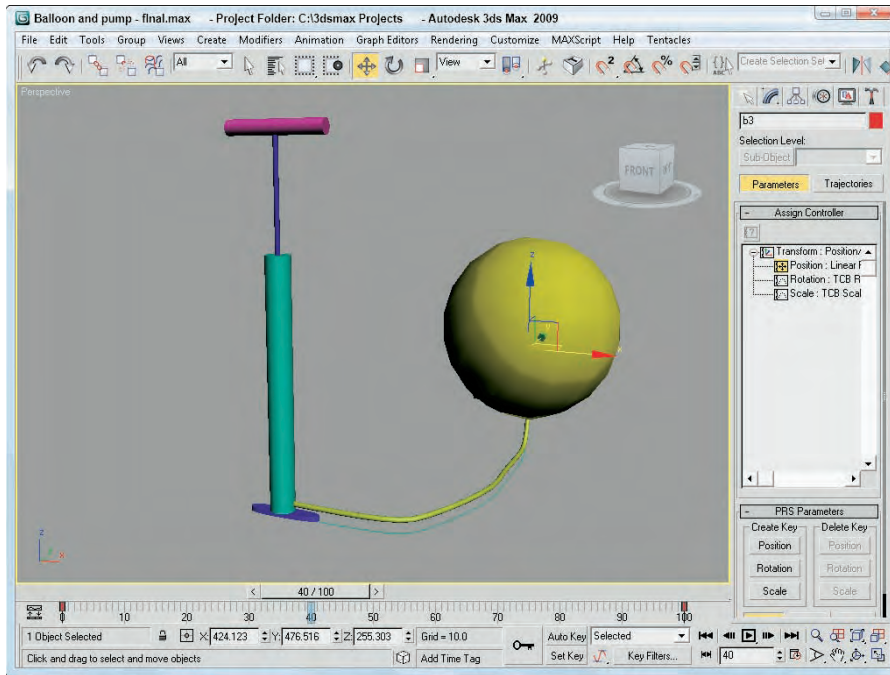 Balloon and pump - final.max - Project Folder: C:\3dsmax Projects - Autodesk 3ds Max 2009
File Edit Tools Group Views Create Modifiers Animation Graph Editors Rendering Customize MAXScript Help Tentacles
All View Create Selection Sel
Perspective
b3
Selection Level:
Sub-Object
Parameters Trajectories
- Assign Controller
Transform : Position/
Position : Linear F
Rotation : TCB R
Scale : TCB Scal
FRONT
z
x
z
x
- PRS Parameters
Create Key Delete Key
Position Position
Rotation Rotation
Scale
< 40 / 100 >
0 10 20 30 40 50 60 70 80 90 100
1 Object Selected X: 424.123 Y: 476.516 Z: 255.303 Grid = 10.0 Auto Key Selected
Click and drag to select and move objects Add Time Tag Set Key Key Filters... 40